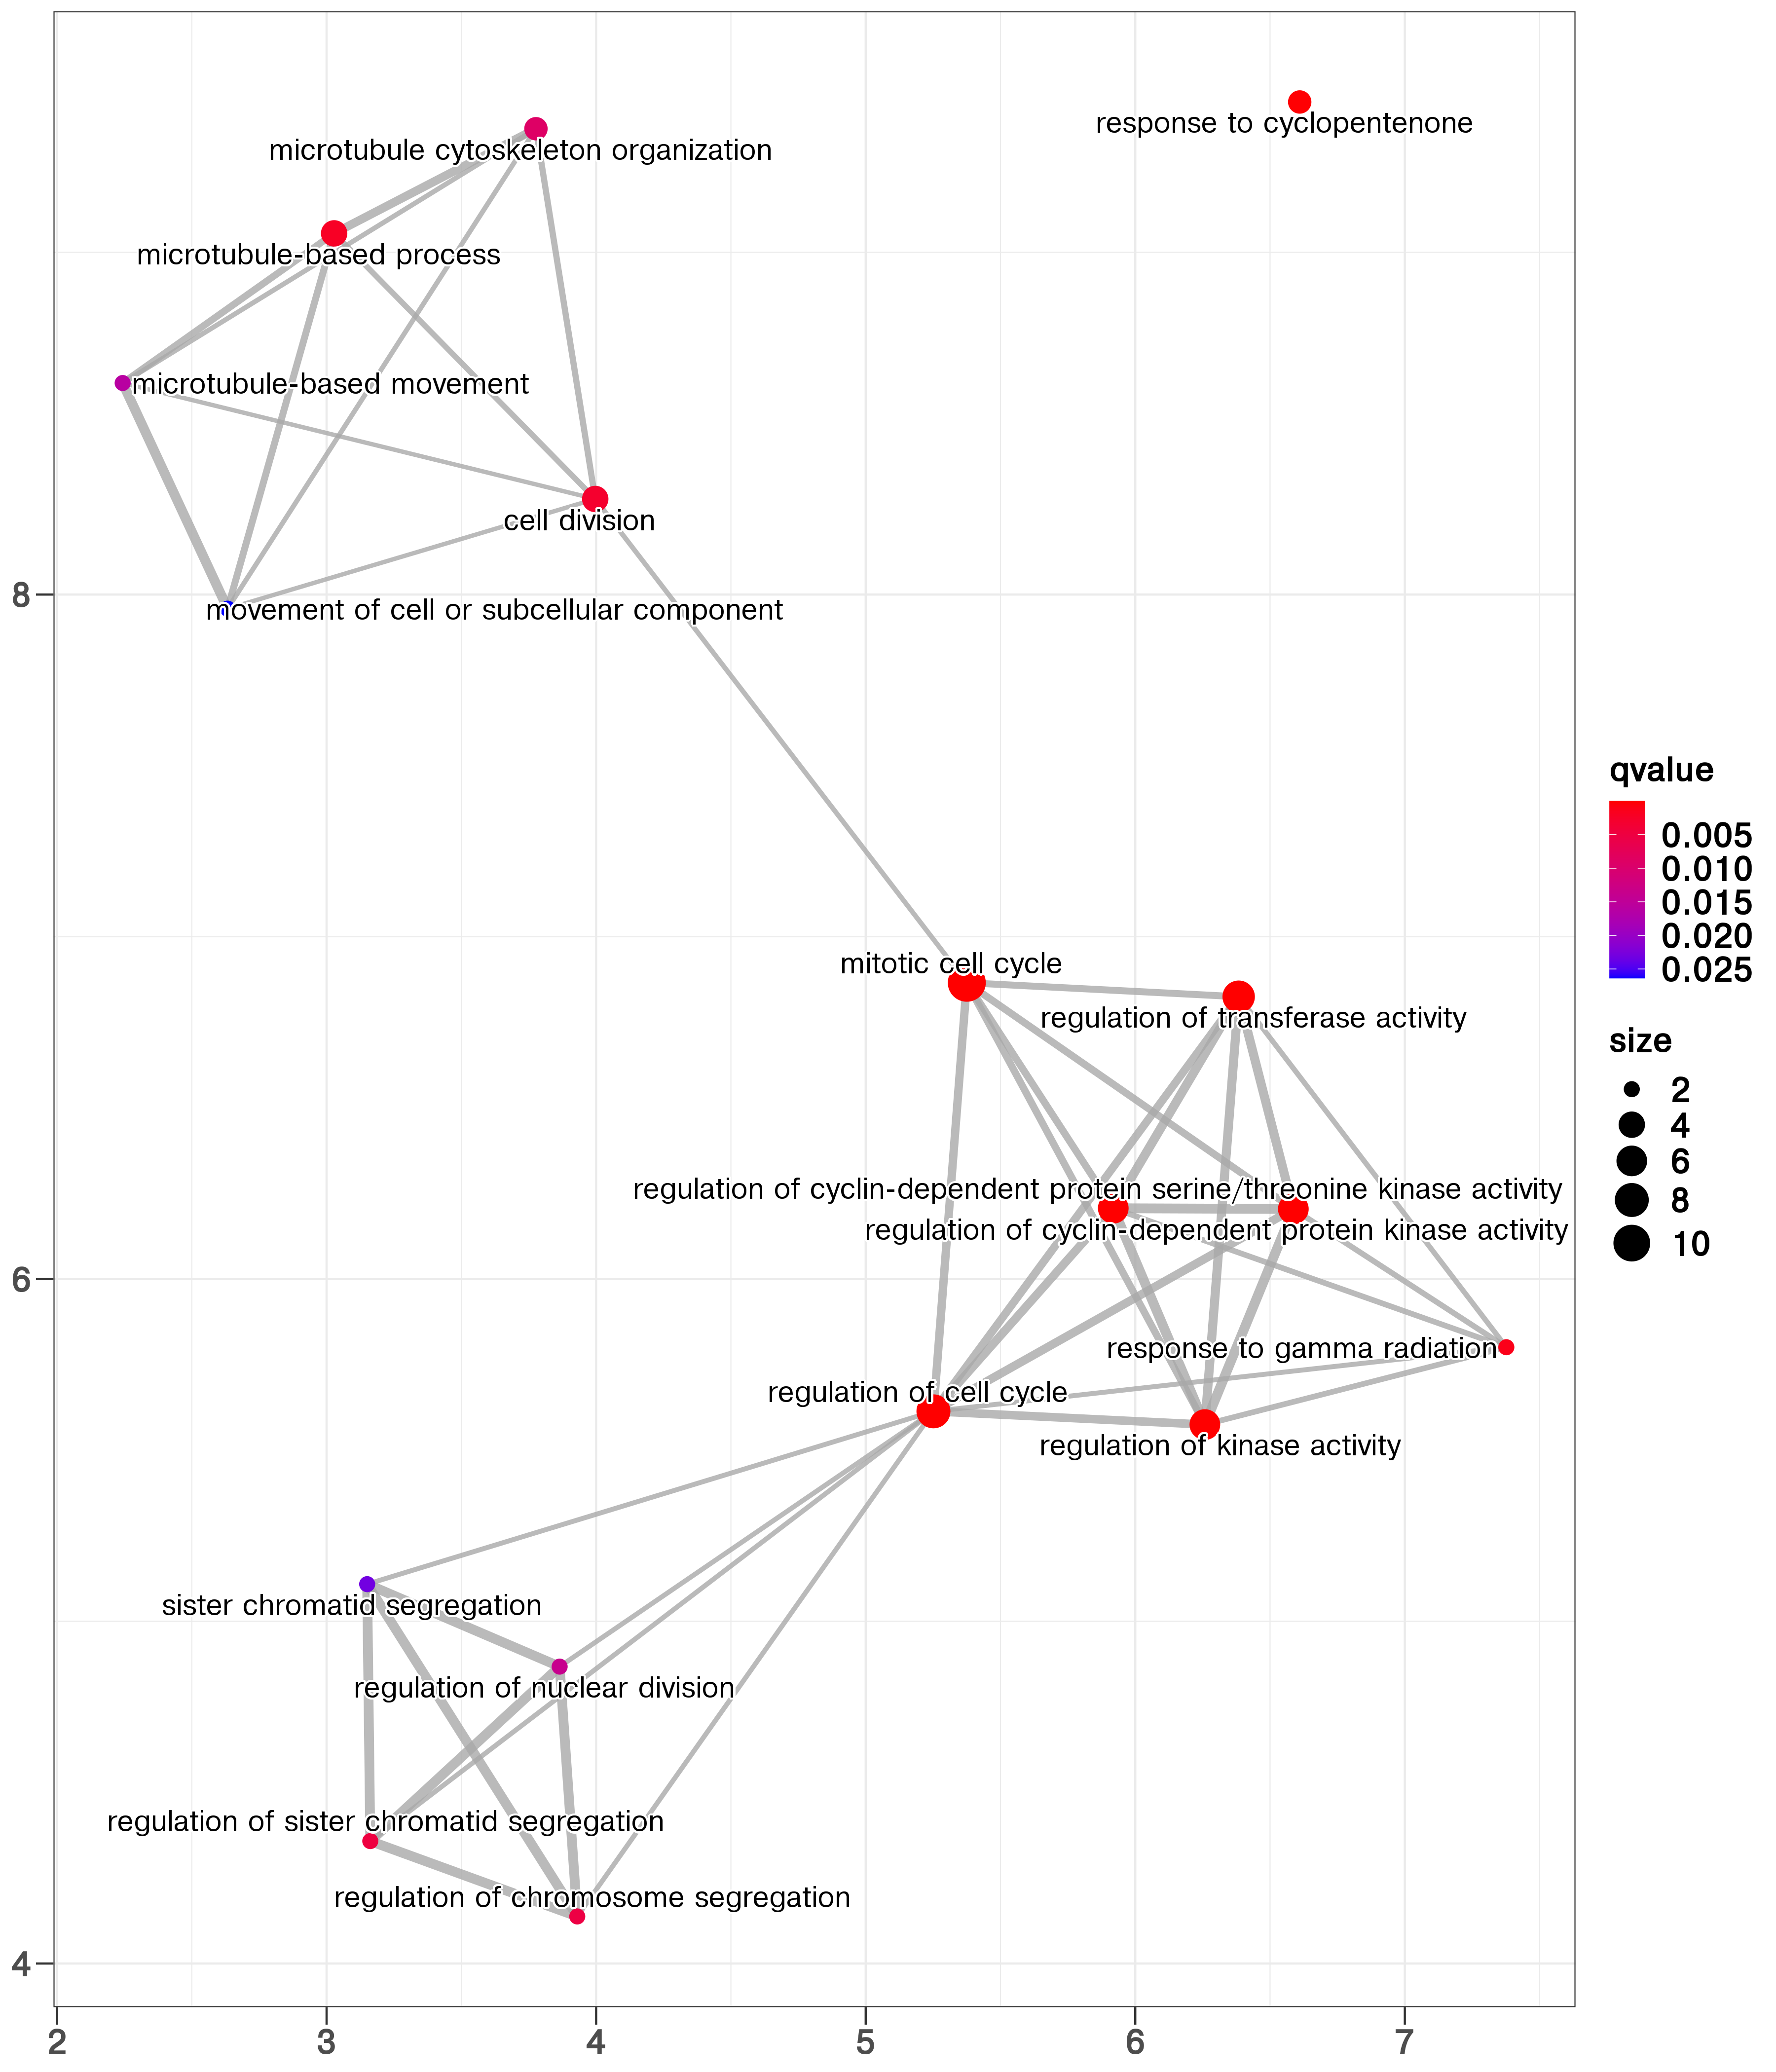 response to cyclopentenone
microtubule cytoskeleton organization
microtubule-based process
microtubule-based movement
cell division
movement of cell or subcellular component
mitotic cell cycle
regulation of transferase activity
regulation of cyclin-dependent protein serine/threonine kinase activity
regulation of cyclin-dependent protein kinase activity
response to gamma radiation
regulation of cell cycle
regulation of kinase activity
sister chromatid segregation
regulation of nuclear division
regulation of sister chromatid segregation
regulation of chromosome segregation
8
6
4
2 3 4 5 6 7
qvalue
0.005
0.010
0.015
0.020
0.025
size
2
4
6
8
10